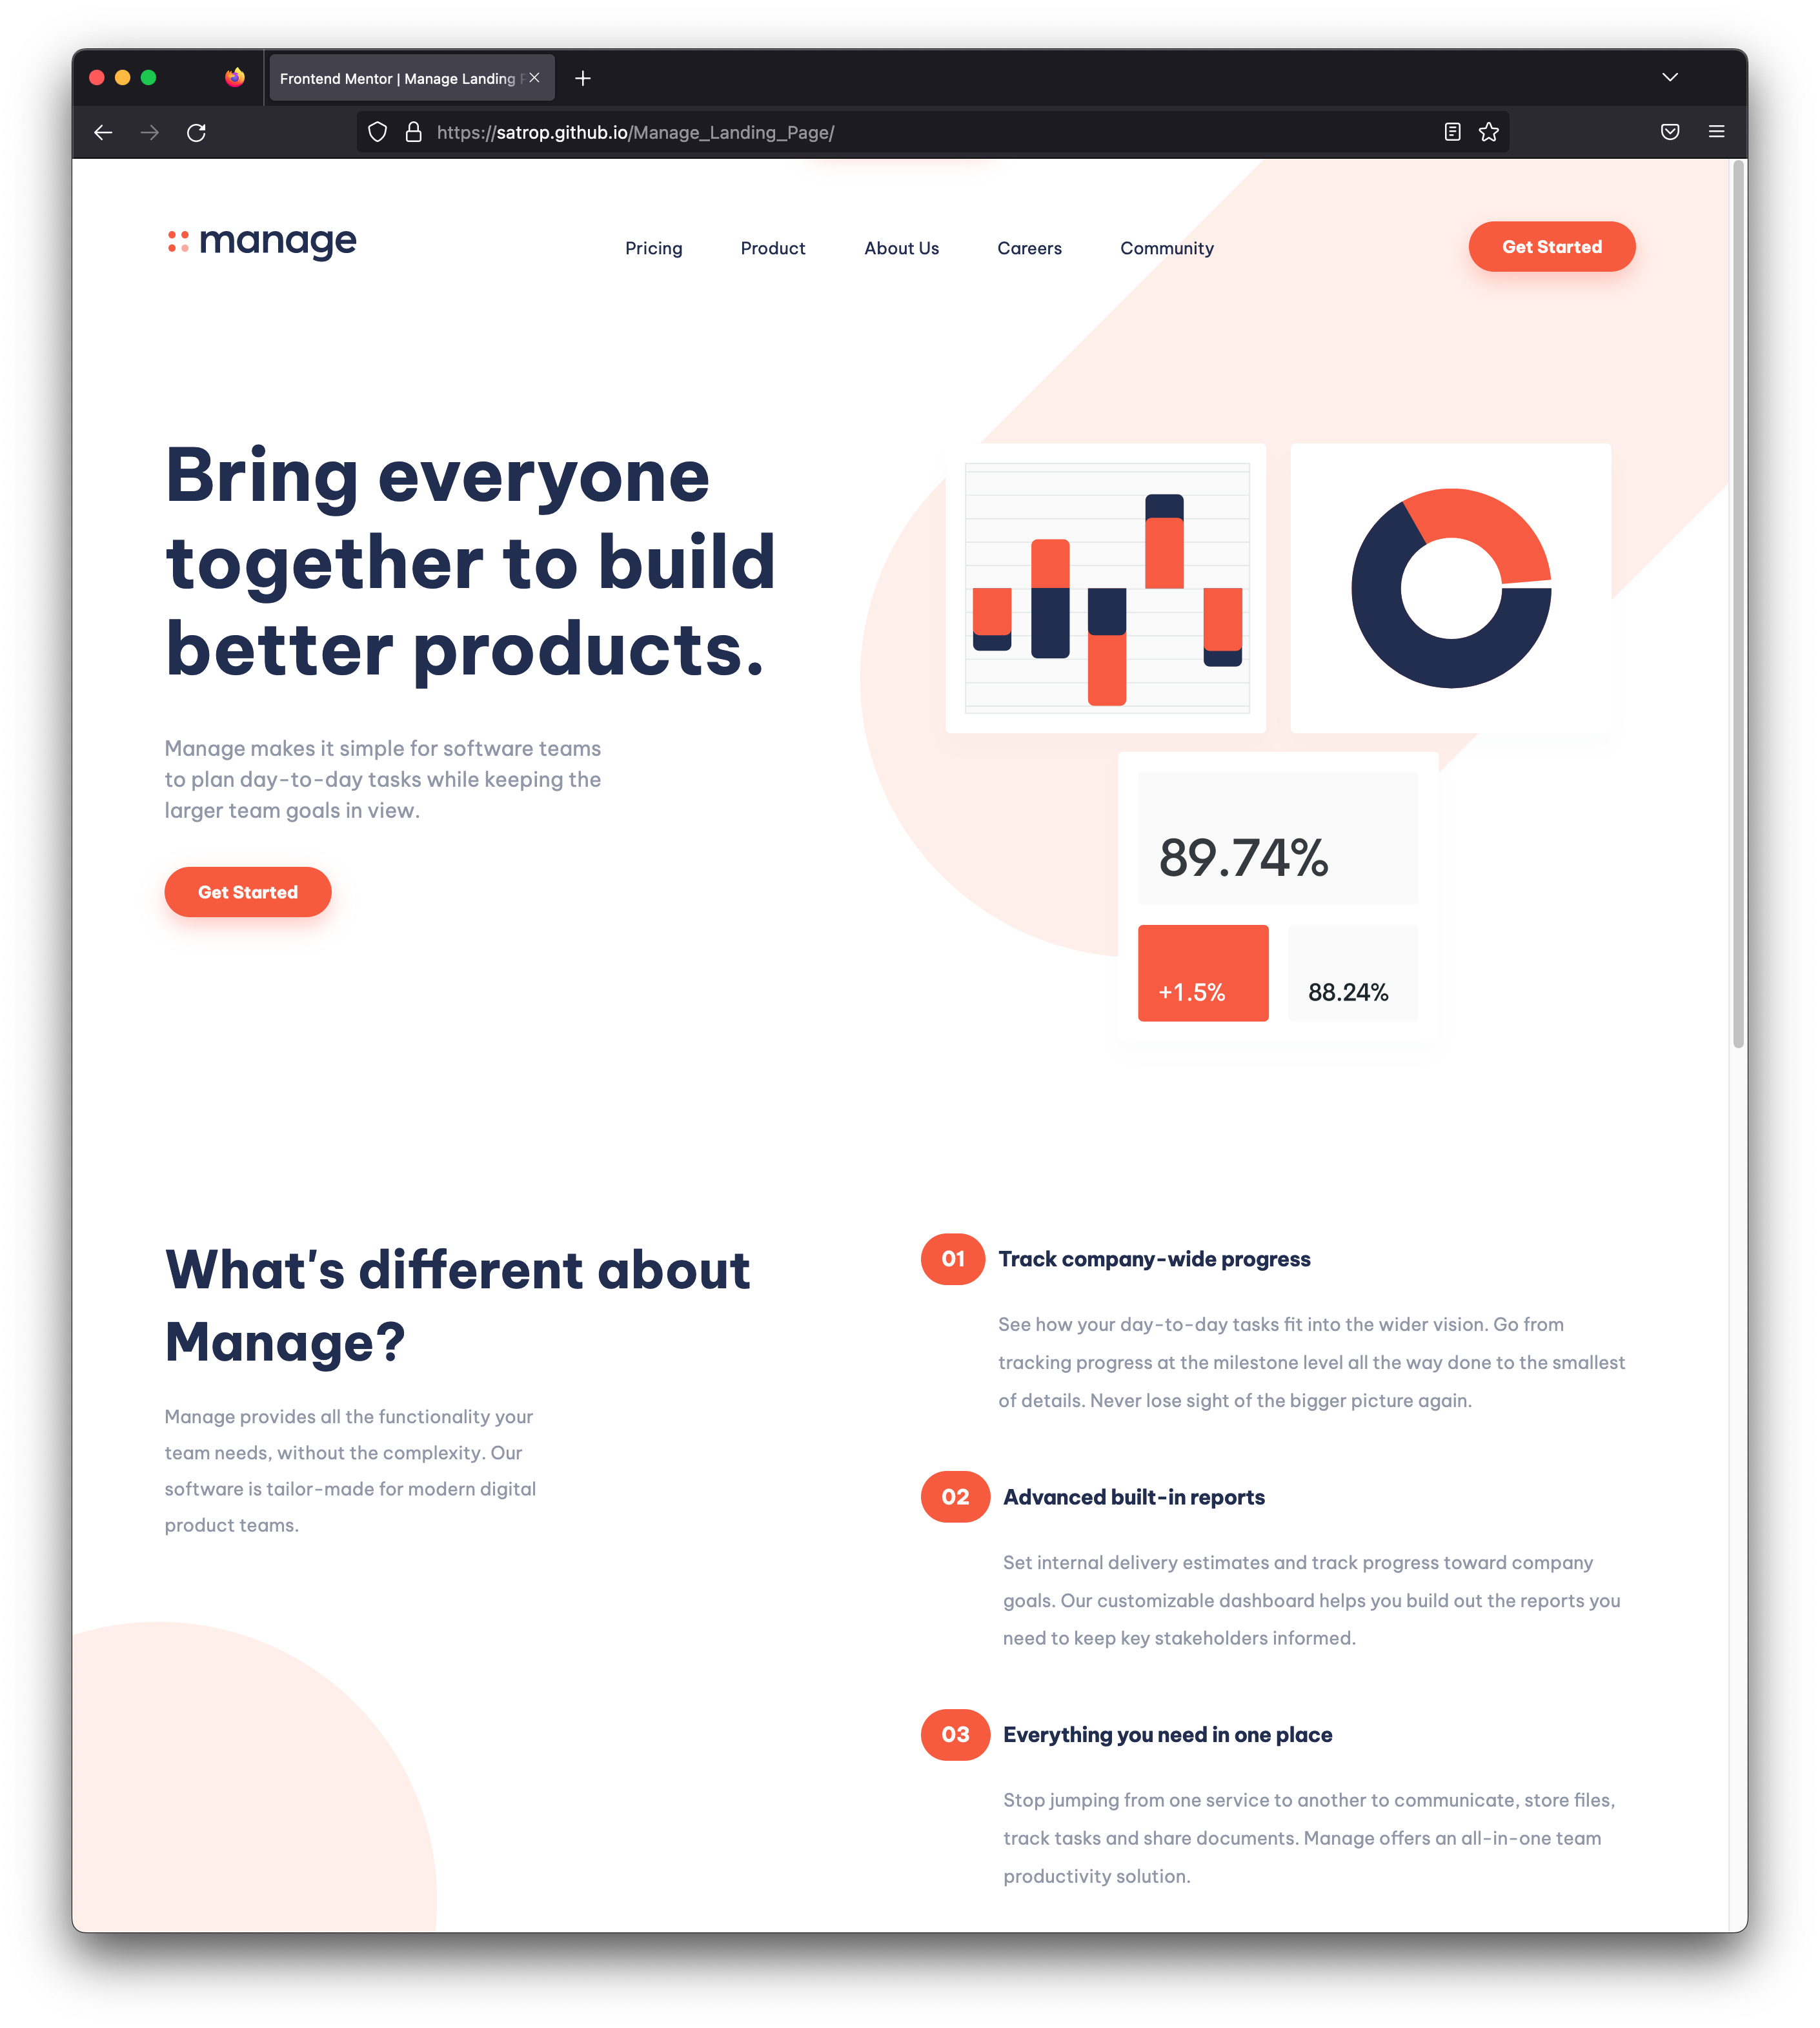 Frontend Mentor | Manage Landing
https://satrop.github.io/Manage_Landing_Page/
manage
Pricing
Product
About Us
Careers
Community
Get Started
Bring everyone
together to build
better products.
Manage makes it simple for software teams
to plan day-to-day tasks while keeping the
larger team goals in view.
Get Started
89.74%
+1.5%
88.24%
What's different about
Manage?
Manage provides all the functionality your
team needs, without the complexity. Our
software is tailor-made for modern digital
product teams.
01
Track company-wide progress
See how your day-to-day tasks fit into the wider vision. Go from
tracking progress at the milestone level all the way done to the smallest
of details. Never lose sight of the bigger picture again.
02
Advanced built-in reports
Set internal delivery estimates and track progress toward company
goals. Our customizable dashboard helps you build out the reports you
need to keep key stakeholders informed.
03
Everything you need in one place
Stop jumping from one service to another to communicate, store files,
track tasks and share documents. Manage offers an all-in-one team
productivity solution.